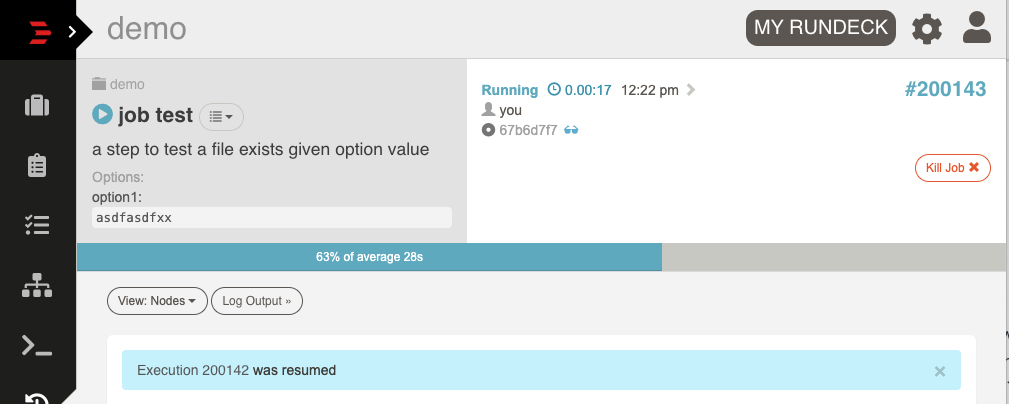 demo
MY RUNDECK
demo
job test
a step to test a file exists given option value
Options:
option1:
asdfasdfxx
Running 0.00:17 12:22 pm
#200143
you
67b6d7f7
Kill Job ✖
63% of average 28s
View: Nodes
Log Output »
Execution 200142 was resumed ×